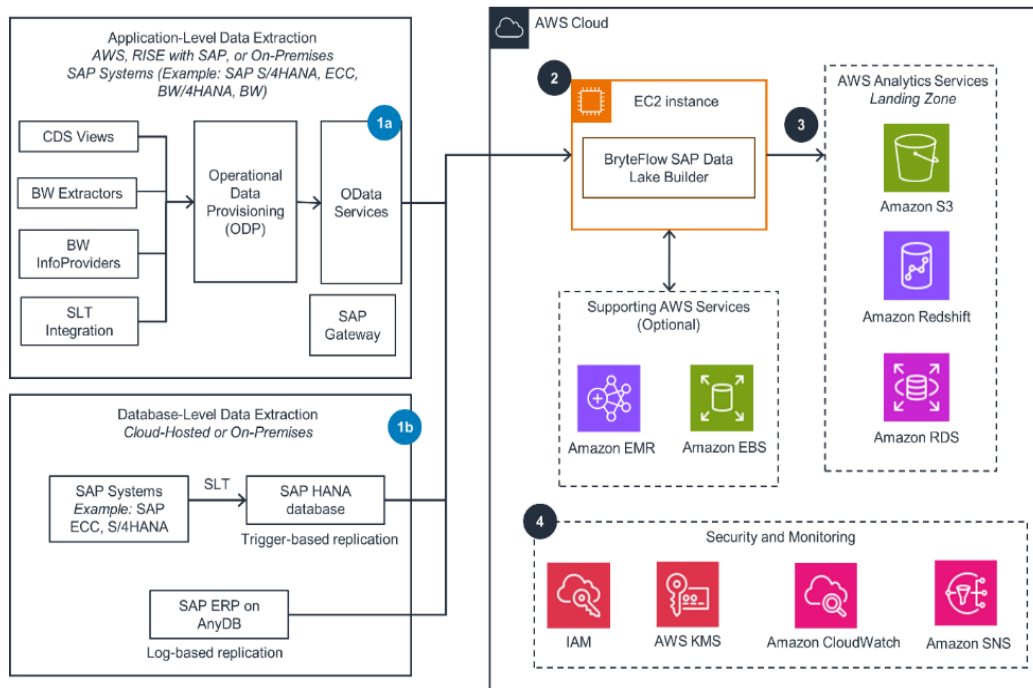 Application-Level Data Extraction
AWS, RISE with SAP, or On-Premises
SAP Systems (Example: SAP S/4HANA, ECC,
BW/4HANA, BW)
1a
CDS Views
BW Extractors
BW
InfoProviders
SLT
Integration
Operational
Data
Provisioning
(ODP)
OData
Services
SAP
Gateway
Database-Level Data Extraction
Cloud-Hosted or On-Premises
1b
SAP Systems
Example: SAP
ECC, S/4HANA
SLT
SAP HANA
database
Trigger-based replication
SAP ERP on
AnyDB
Log-based replication
AWS Cloud
2
EC2 instance
BryteFlow SAP Data
Lake Builder
3
Supporting AWS Services
(Optional)
Amazon EMR
Amazon EBS
AWS Analytics Services
Landing Zone
Amazon S3
Amazon Redshift
Amazon RDS
4
Security and Monitoring
IAM
AWS KMS
Amazon CloudWatch
Amazon SNS